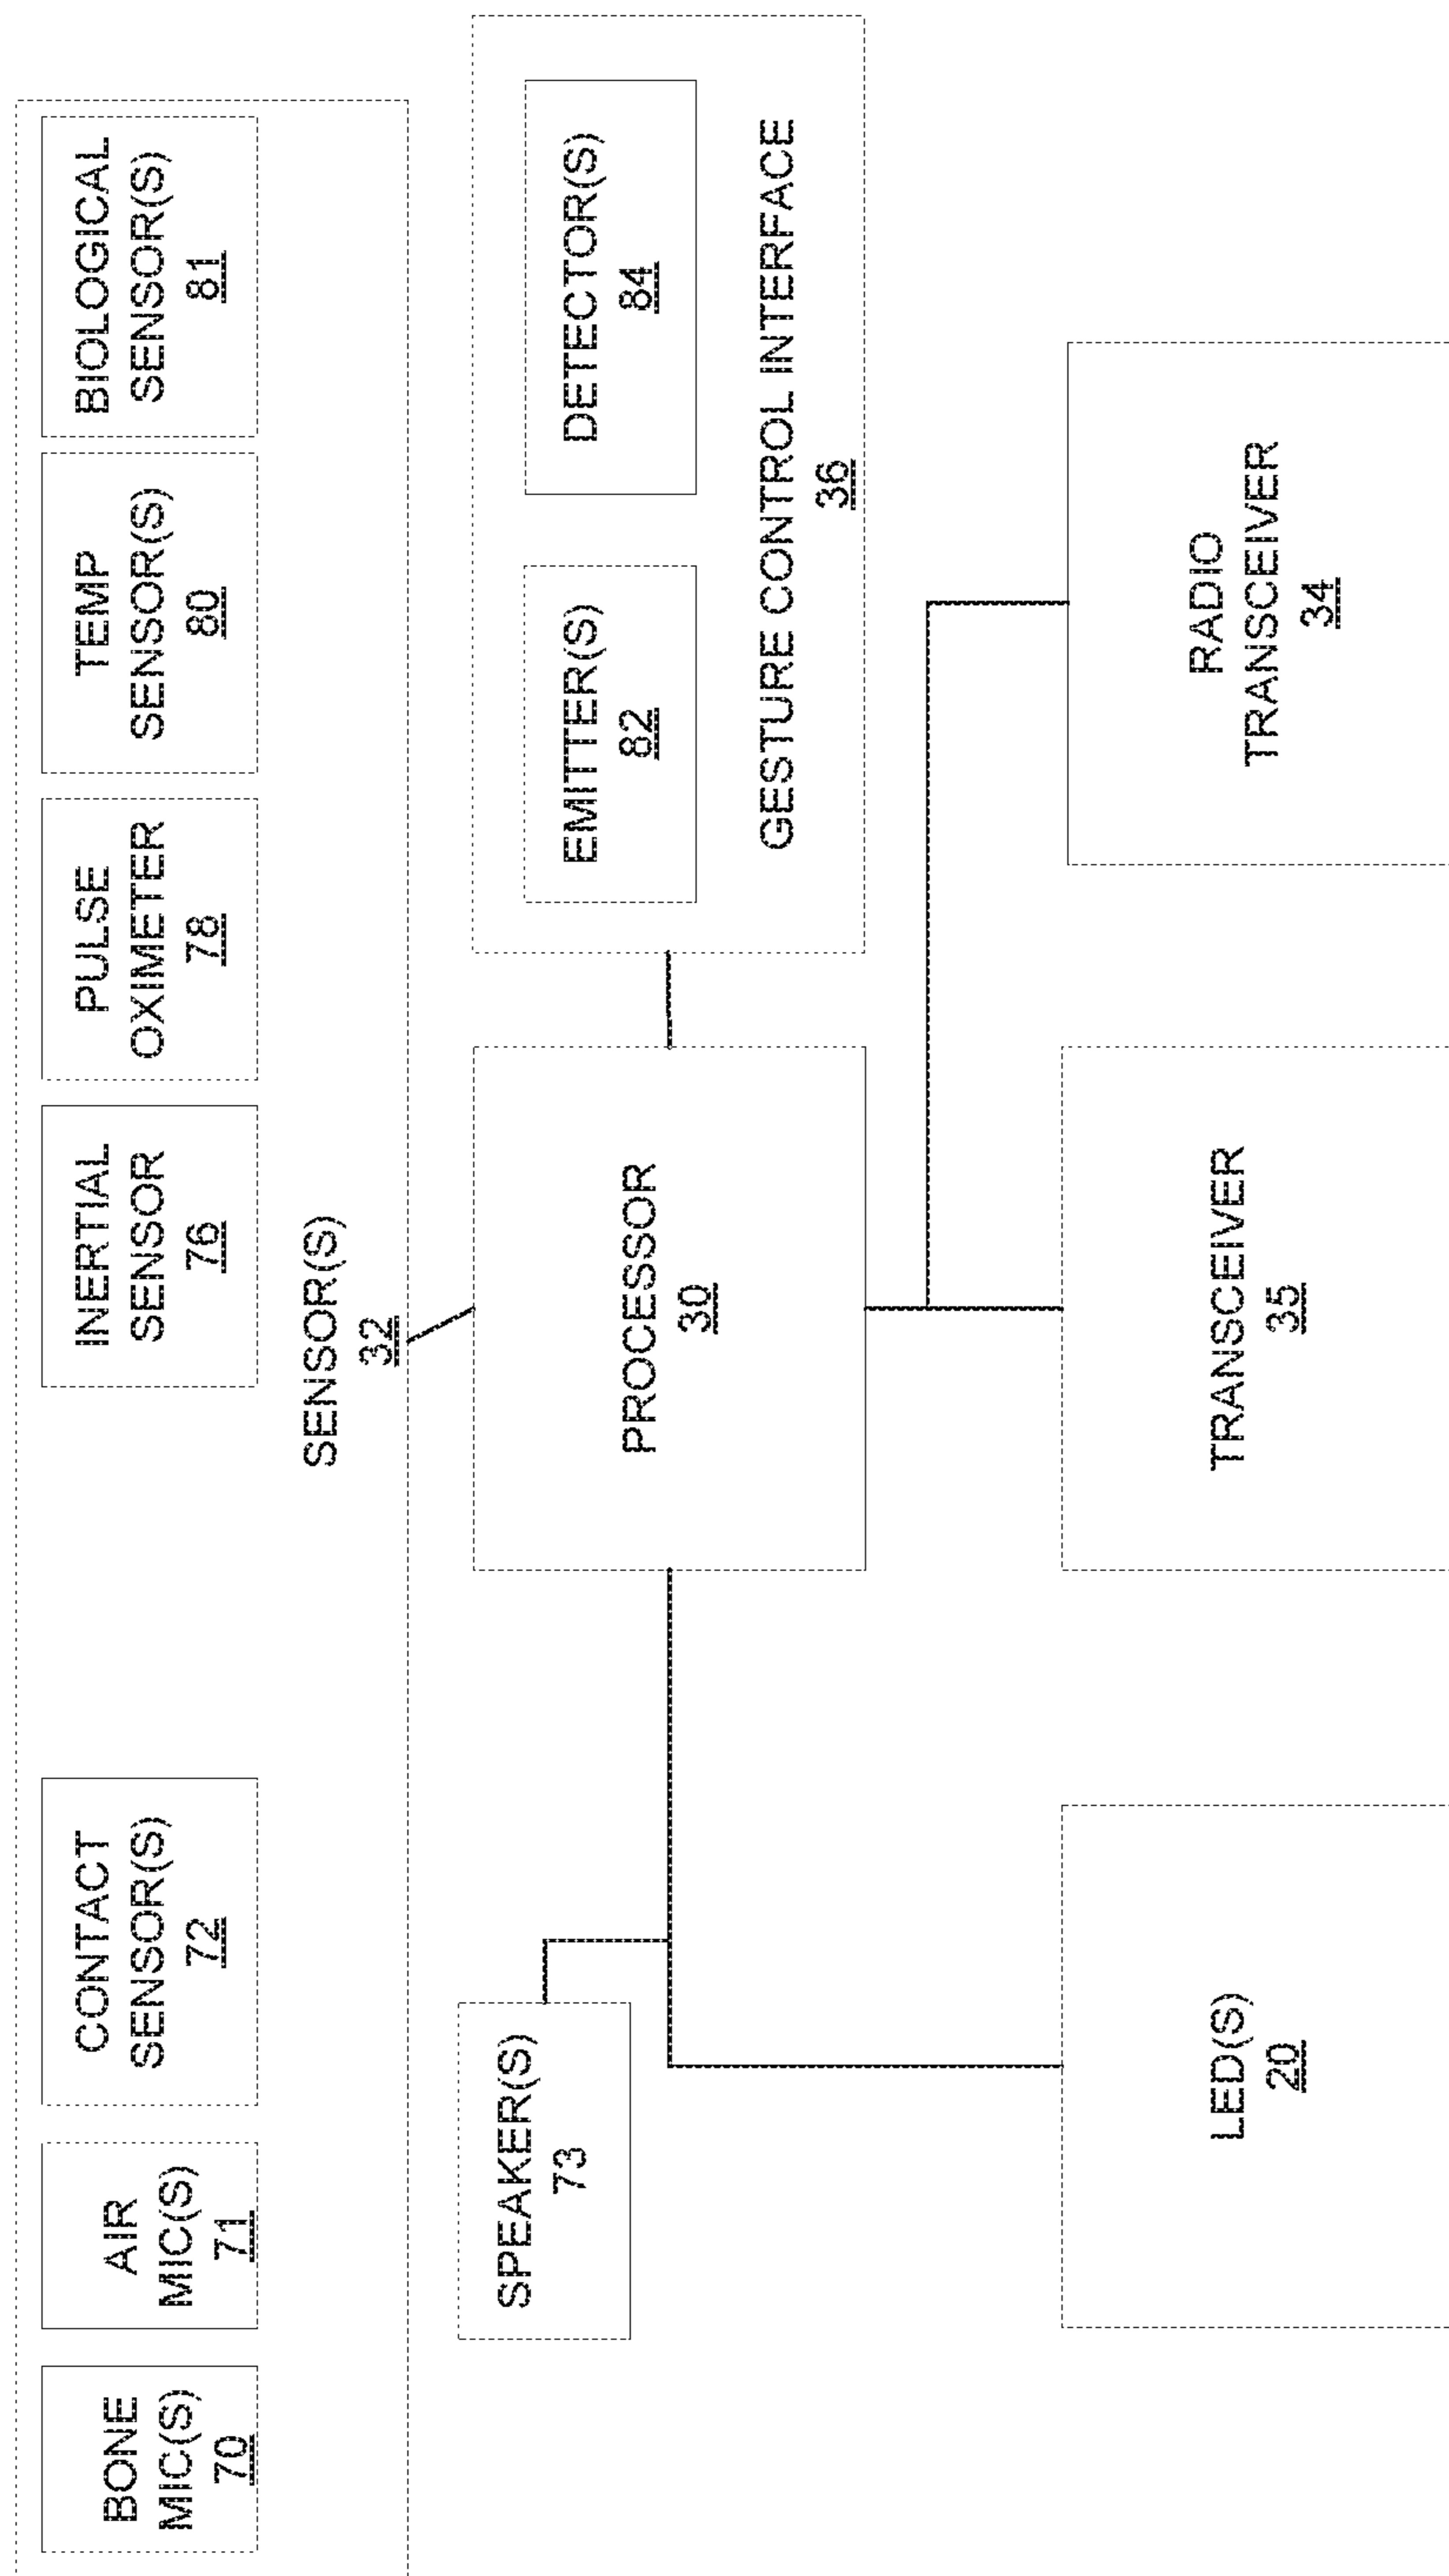 BONE
MIC(S)
70
AIR
MIC(S)
71
CONTACT
SENSOR(S)
72
INERTIAL
SENSOR
76
PULSE
OXIMETER
78
TEMP
SENSOR(S)
80
BIOLOGICAL
SENSOR(S)
81
SENSOR(S)
32
SPEAKER(S)
73
PROCESSOR
30
EMITTER(S)
82
DETECTOR(S)
84
GESTURE CONTROL INTERFACE
36
LED(S)
20
TRANSCEIVER
35
RADIO
TRANSCEIVER
34